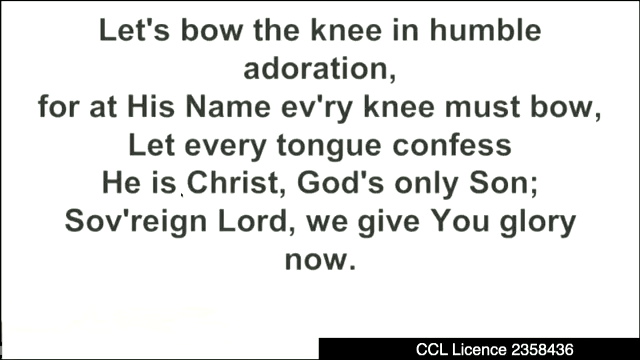 Let's bow the knee in humble
adoration,
for at His Name ev'ry knee must bow,
Let every tongue confess
He is Christ, God's only Son;
Sov'reign Lord, we give You glory
now.
CCL Licence 2358436